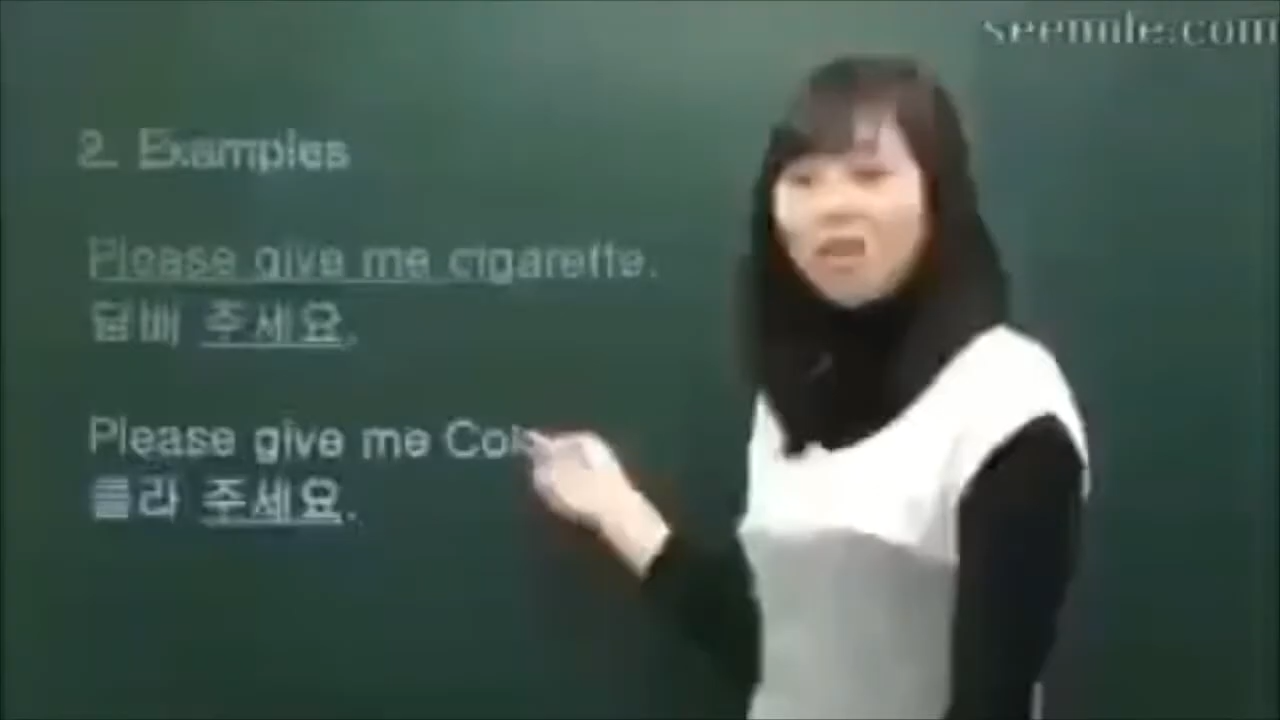 seemile.com
2. Examples
Please give me cigarette.
담배 주세요.
Please give me Cola
콜라 주세요.